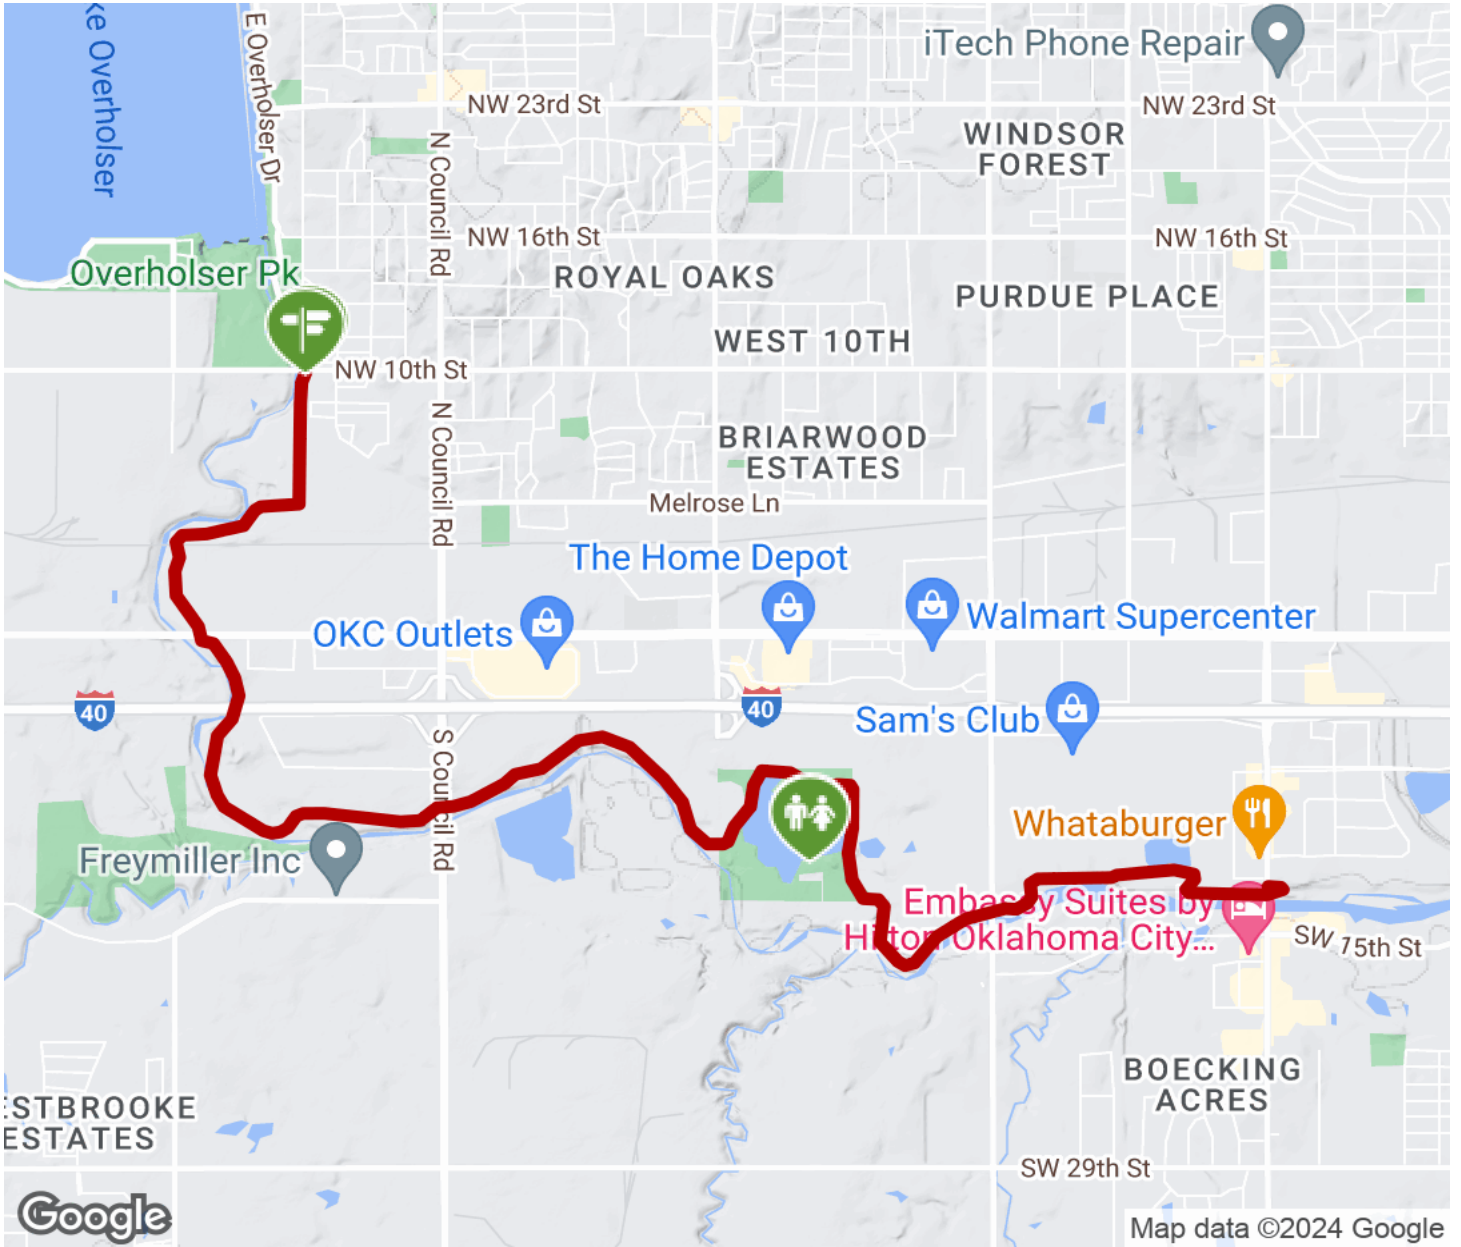 ke Overholser
E Overholser Dr
iTech Phone Repair
NW 23rd St
NW 23rd St
WINDSOR
FOREST
N Council Rd
NW 16th St
NW 16th St
Overholser Pk
ROYAL OAKS
PURDUE PLACE
WEST 10TH
NW 10th St
N Council Rd
BRIARWOOD
ESTATES
Melrose Ln
The Home Depot
OKC Outlets
Walmart Supercenter
40
40
Sam's Club
S Council Rd
Whataburger
Freymiller Inc
Embassy Suites by
Hilton Oklahoma City...
SW 15th St
BOECKING
ACRES
ESTBROOKE
ESTATES
SW 29th St
Google
Map data ©2024 Google